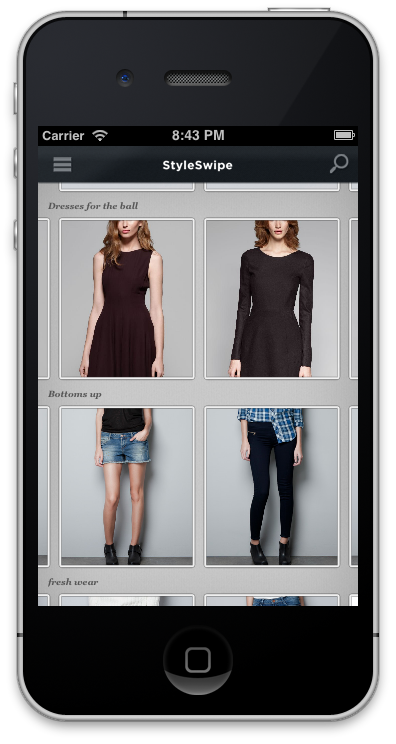 Carrier 8:43 PM
StyleSwipe
Dresses for the ball
Bottoms up
fresh wear